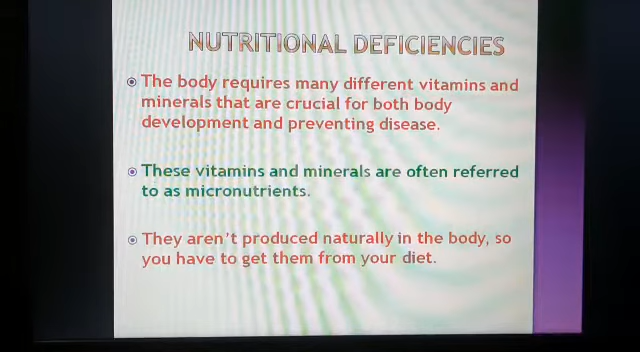 NUTRITIONAL DEFICIENCIES
The body requires many different vitamins and
minerals that are crucial for both body
development and preventing disease.
These vitamins and minerals are often referred
to as micronutrients.
They aren't produced naturally in the body, so
you have to get them from your diet.